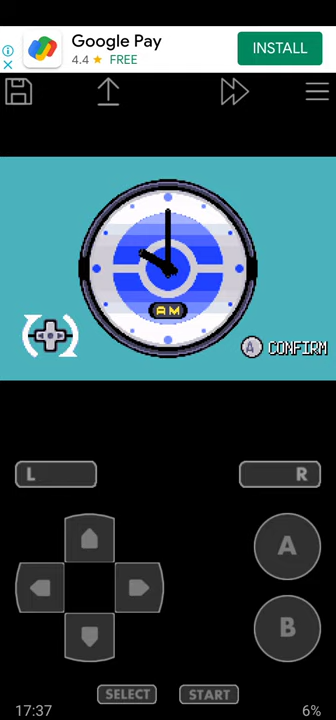 Google Pay
4.4 ★ FREE
INSTALL
AM
A CONFIRM
L
R
A
B
SELECT
START
17:37
6%